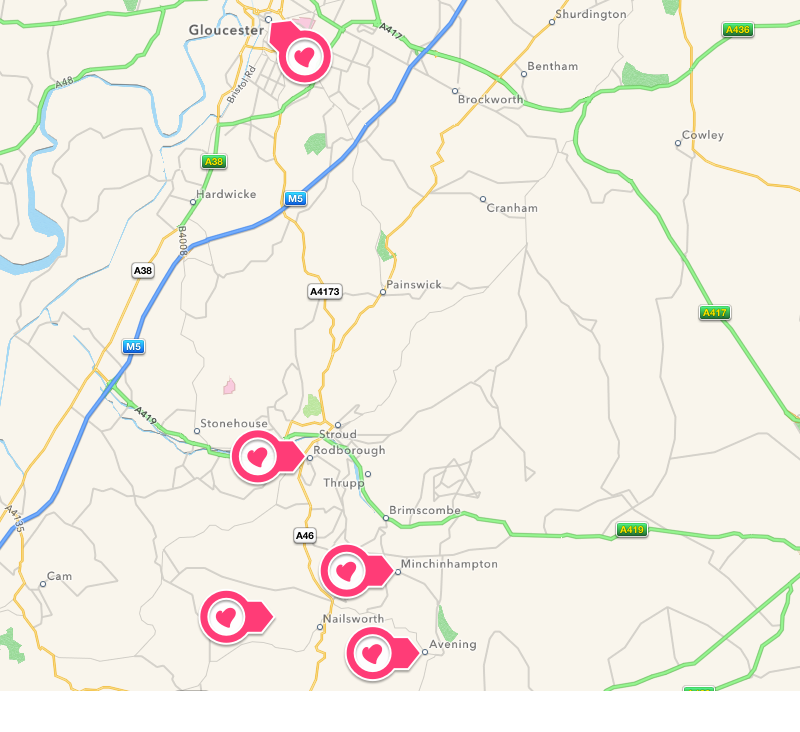 Shurdington
Gloucester
A417
A436
A48
Bentham
Bristol Rd
Brockworth
Cowley
A38
Hardwicke
M5
Cranham
B4008
A38
Painswick
A4173
A417
M5
A419
Stonehouse
Stroud
Rodborough
Thrupp
A4135
Brimscombe
A46
A419
Minchinhampton
Cam
Nailsworth
Avening